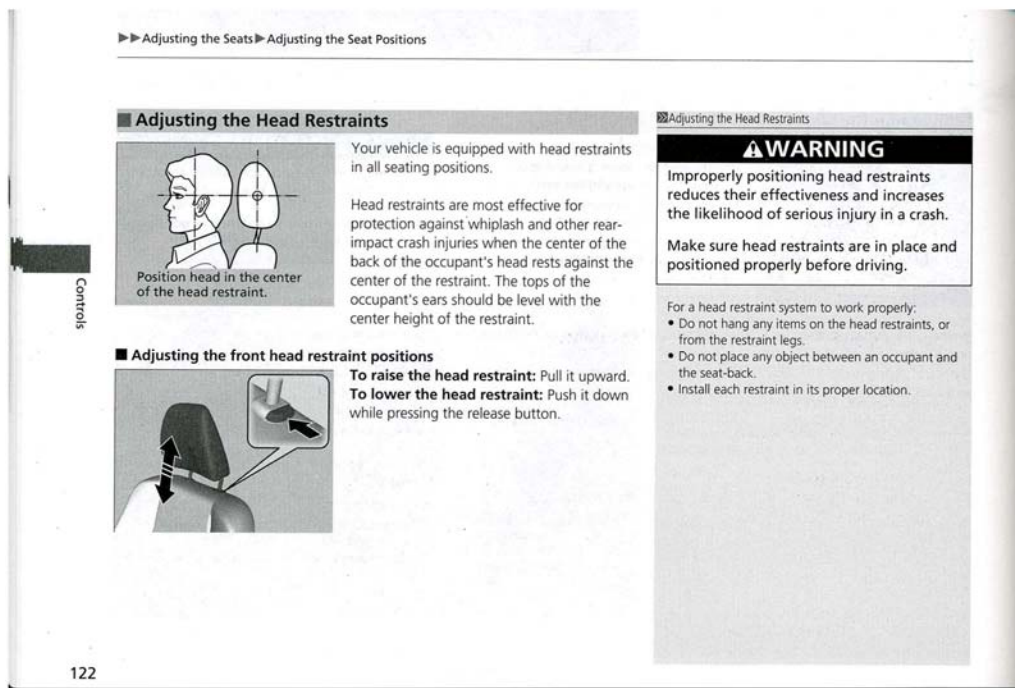 ▶▶Adjusting the Seats▶Adjusting the Seat Positions
■ Adjusting the Head Restraints
Position head in the center
of the head restraint.
Your vehicle is equipped with head restraints
in all seating positions.
Head restraints are most effective for
protection against whiplash and other rear-
impact crash injuries when the center of the
back of the occupant's head rests against the
center of the restraint. The tops of the
occupant's ears should be level with the
center height of the restraint.
■ Adjusting the front head restraint positions
To raise the head restraint: Pull it upward.
To lower the head restraint: Push it down
while pressing the release button.
Adjusting the Head Restraints
WARNING
Improperly positioning head restraints
reduces their effectiveness and increases
the likelihood of serious injury in a crash.
Make sure head restraints are in place and
positioned properly before driving.
For a head restraint system to work properly:
• Do not hang any items on the head restraints, or
from the restraint legs.
• Do not place any object between an occupant and
the seat-back.
• Install each restraint in its proper location.
Controls
122